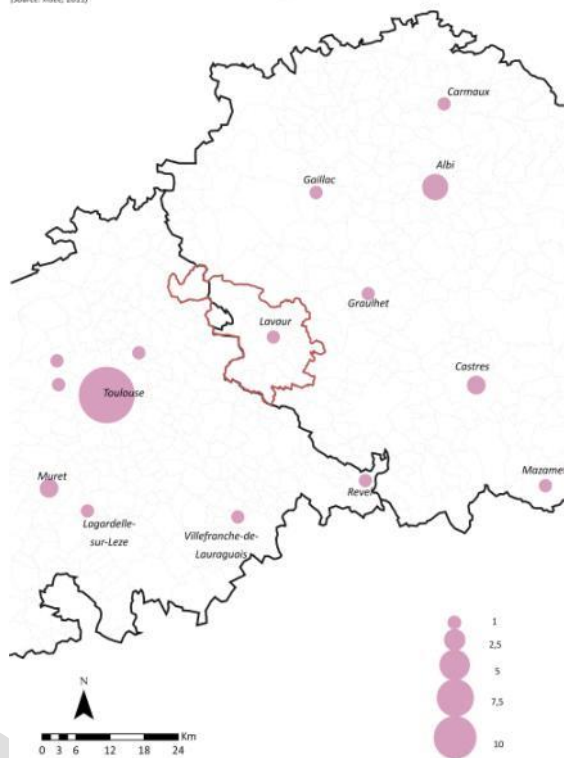 Carmaux
Albi
Gaillac
Graulhet
Lavaur
Castres
Toulouse
Muret
Revel
Mazamet
Lagardelle-
sur-Leze
Villefranche-de-
Lauraguais
1
2,5
5
7,5
10
N
Km
0 3 6 12 18 24